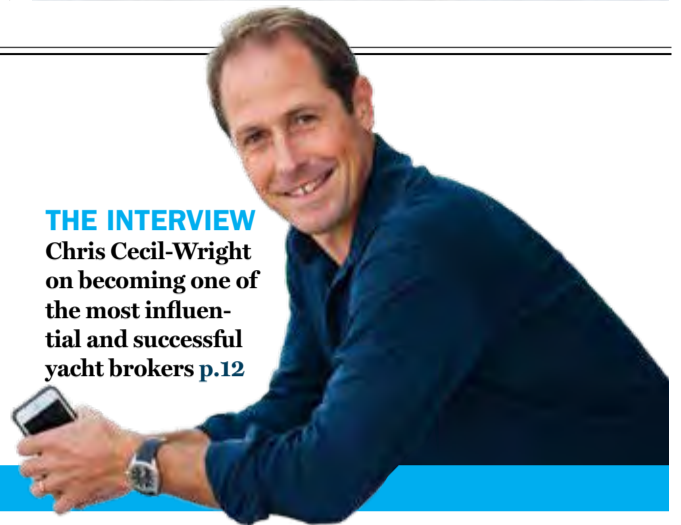 THE INTERVIEW
Chris Cecil-Wright
on becoming one of
the most influen-
tial and successful
yacht brokers p.12